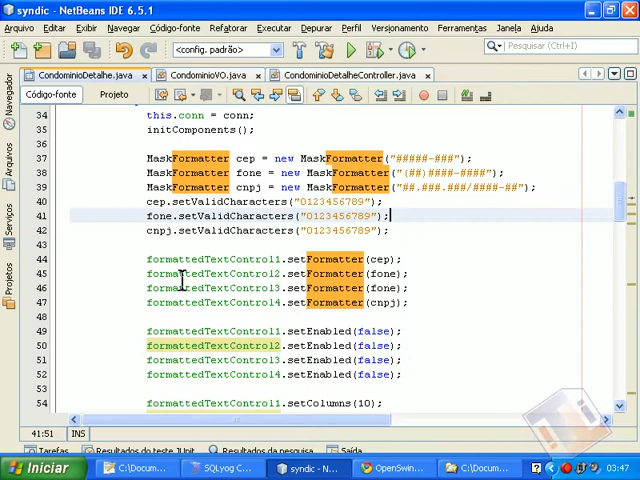 syndic - NetBeans IDE 6.5.1
Arquivo Editar Exibir Navegar Código-fonte Refatorar Executar Depurar Perfil Versionamento Ferramentas Janela Ajuda
<config. padrão>
Pesquisar (Ctrl+I)
CondominioDetalhe.java CondominioVO.java CondominioDetalheController.java
Código-fonte Projeto
Navegador
Arquivos
Serviços
Hierarquia
34 this.conn = conn;
35 initComponents();
36
37 MaskFormatter cep = new MaskFormatter("#####-###");
38 MaskFormatter fone = new MaskFormatter("(##)####-####");
39 MaskFormatter cnpj = new MaskFormatter("##.###.###/####-##");
40 cep.setValidCharacters("0123456789");
41 fone.setValidCharacters("0123456789");
42 cnpj.setValidCharacters("0123456789");
43
44 formattedTextControl1.setFormatter(cep);
45 formattedTextControl2.setFormatter(fone);
46 formattedTextControl3.setFormatter(fone);
47 formattedTextControl4.setFormatter(cnpj);
48
49 formattedTextControl1.setEnabled(false);
50 formattedTextControl2.setEnabled(false);
51 formattedTextControl3.setEnabled(false);
52 formattedTextControl4.setEnabled(false);
53
54 formattedTextControl1.setColumns(10);
41:51 INS
Tarefas Resultados do teste JUnit Resultados da pesquisa Saída
Iniciar C:\Docum... SQLyog ... syndic - N... OpenSwin... C:\Docum... 03:47